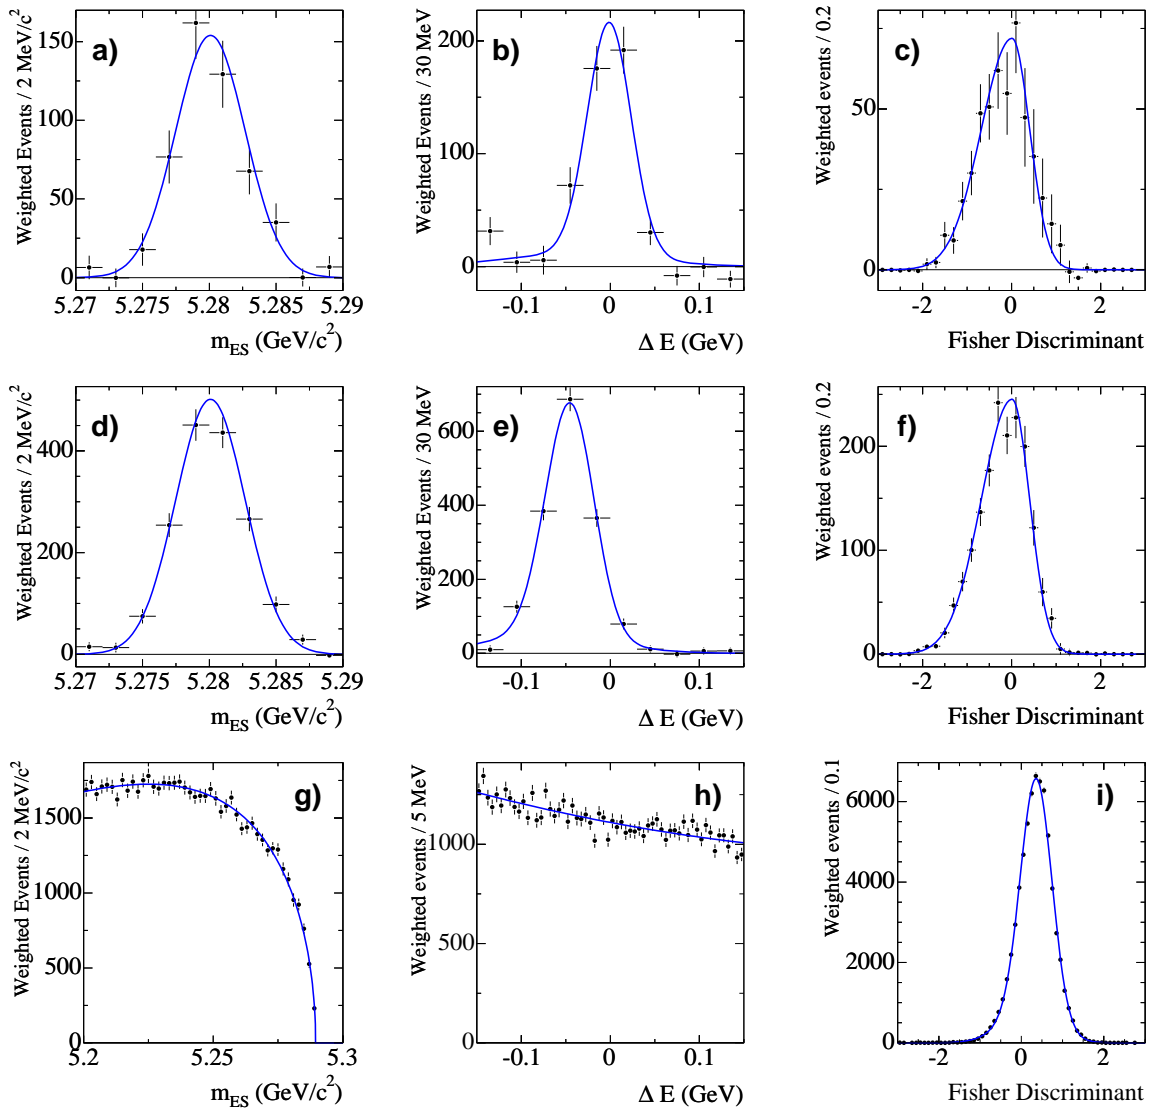 a)
Weighted Events / 2 MeV/c²
150
100
50
0
5.27 5.275 5.28 5.285 5.29
m_ES (GeV/c²)
b)
Weighted Events / 30 MeV
200
100
0
-0.1 0 0.1
Δ E (GeV)
c)
Weighted events / 0.2
50
0
-2 0 2
Fisher Discriminant
d)
Weighted Events / 2 MeV/c²
400
200
0
5.27 5.275 5.28 5.285 5.29
m_ES (GeV/c²)
e)
Weighted Events / 30 MeV
600
400
200
0
-0.1 0 0.1
Δ E (GeV)
f)
Weighted events / 0.2
200
100
0
-2 0 2
Fisher Discriminant
g)
Weighted Events / 2 MeV/c²
1500
1000
500
0
5.2 5.25 5.3
m_ES (GeV/c²)
h)
Weighted events / 5 MeV
1000
500
0
-0.1 0 0.1
Δ E (GeV)
i)
Weighted events / 0.1
6000
4000
2000
0
-2 0 2
Fisher Discriminant